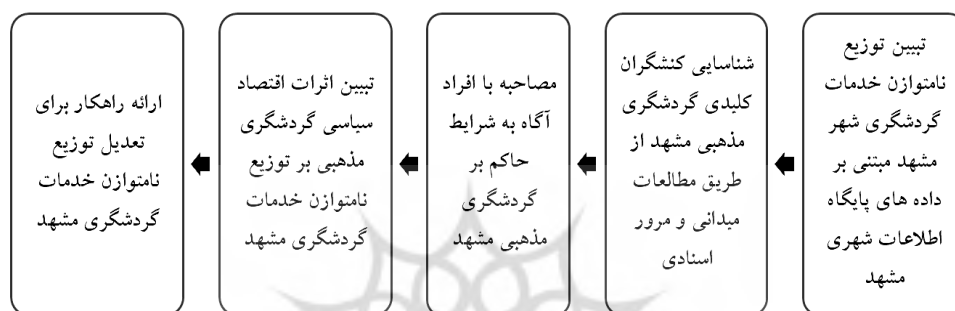 تبیین توزیع
نامتوازن خدمات
گردشگری شهر
مشهد مبتنی بر
داده های پایگاه
اطلاعات شهری
مشهد
شناسایی کنشگران
کلیدی گردشگری
مذهبی مشهد از
طریق مطالعات
میدانی و مرور
اسنادی
مصاحبه با افراد
آگاه به شرایط
حاکم بر
گردشگری
مذهبی مشهد
تبیین اثرات اقتصاد
سیاسی گردشگری
مذهبی بر توزیع
نامتوازن خدمات
گردشگری مشهد
ارائه راهکار برای
تعدیل توزیع
نامتوازن خدمات
گردشگری مشهد